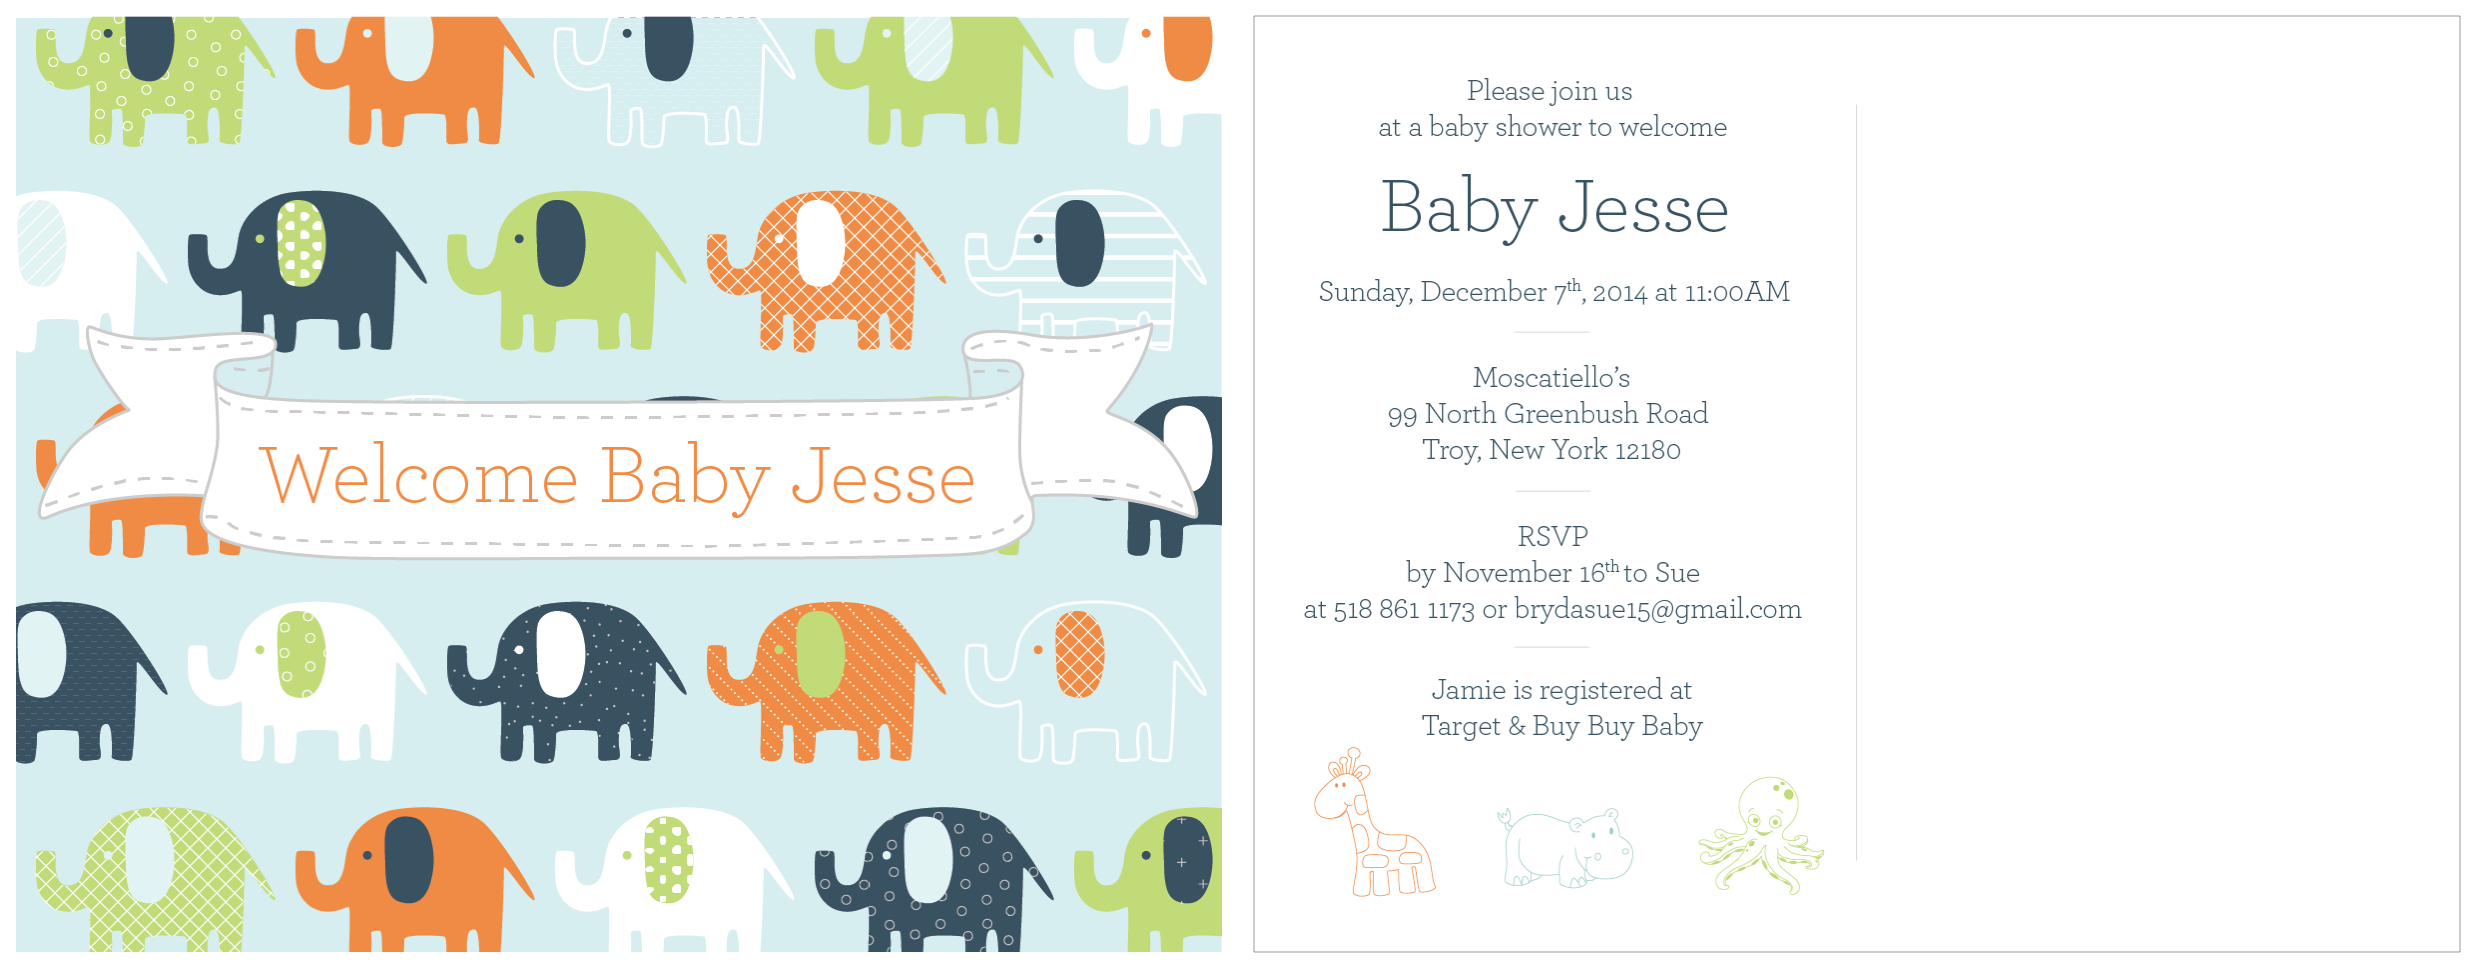 Welcome Baby Jesse
Please join us
at a baby shower to welcome
Baby Jesse
Sunday, December 7th, 2014 at 11:00AM
Moscatiello’s
99 North Greenbush Road
Troy, New York 12180
RSVP
by November 16th to Sue
at 518 861 1173 or brydasue15@gmail.com
Jamie is registered at
Target & Buy Buy Baby